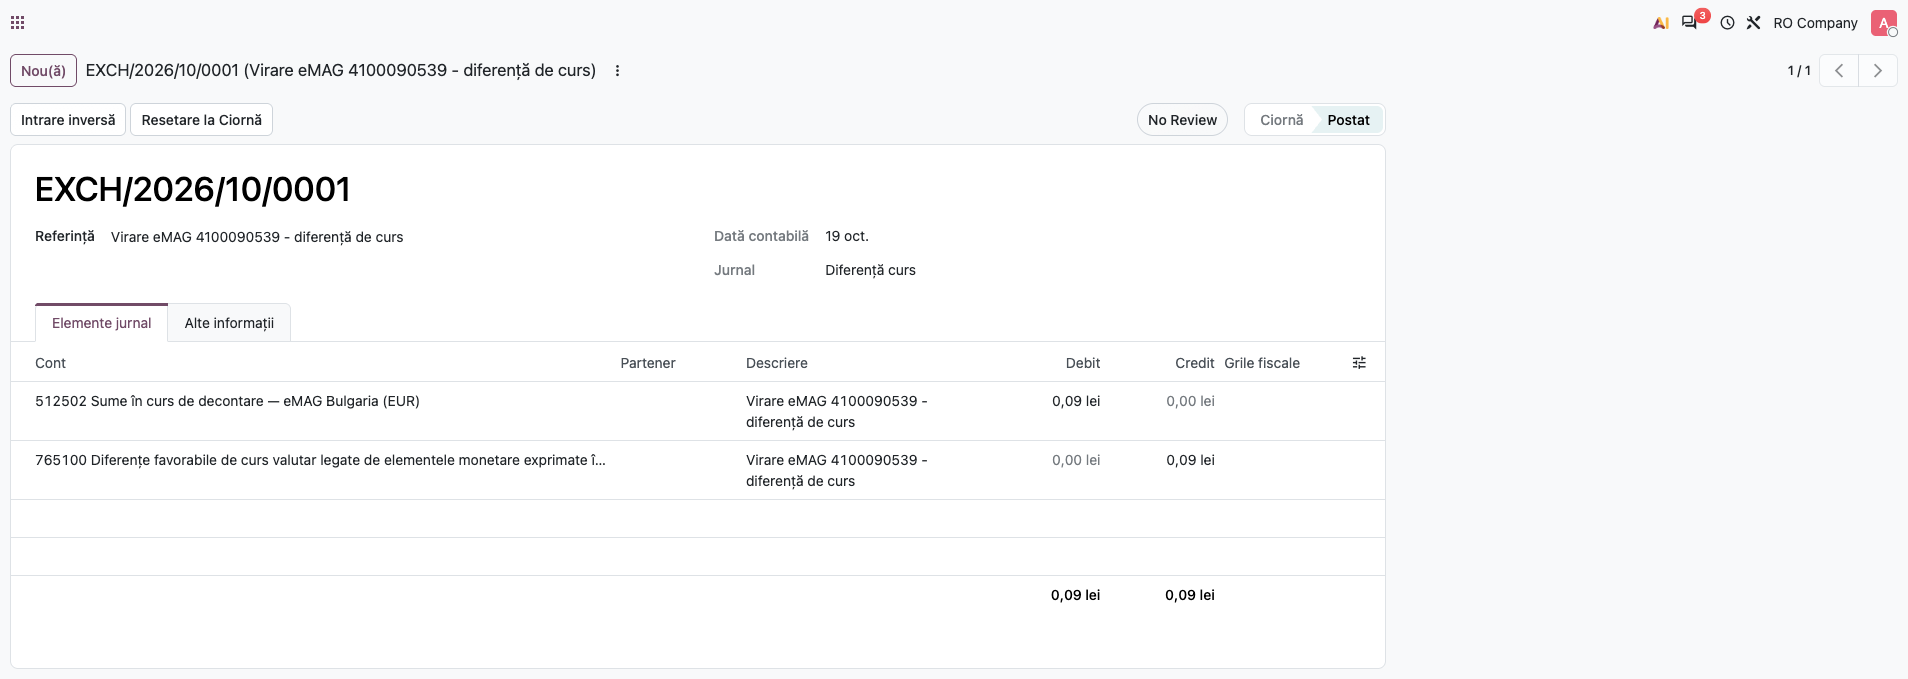 AI
3
RO Company
A
Nou(ă)
EXCH/2026/10/0001 (Virare eMAG 4100090539 - diferență de curs)
1 / 1
Intrare inversă
Resetare la Ciornă
No Review
Ciornă
Postat
EXCH/2026/10/0001
Referință
Virare eMAG 4100090539 - diferență de curs
Dată contabilă
19 oct.
Jurnal
Diferență curs
Elemente jurnal
Alte informații
Cont Partener Descriere Debit Credit Grile fiscale
512502 Sume în curs de decontare — eMAG Bulgaria (EUR) Virare eMAG 4100090539 - 0,09 lei 0,00 lei
diferență de curs
765100 Diferențe favorabile de curs valutar legate de elementele monetare exprimate î... Virare eMAG 4100090539 - 0,00 lei 0,09 lei
diferență de curs
0,09 lei 0,09 lei